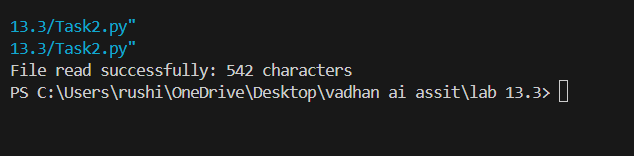 13.3/Task2.py"
13.3/Task2.py"
File read successfully: 542 characters
PS C:\Users\rushi\OneDrive\Desktop\vadhan ai assit\lab 13.3>